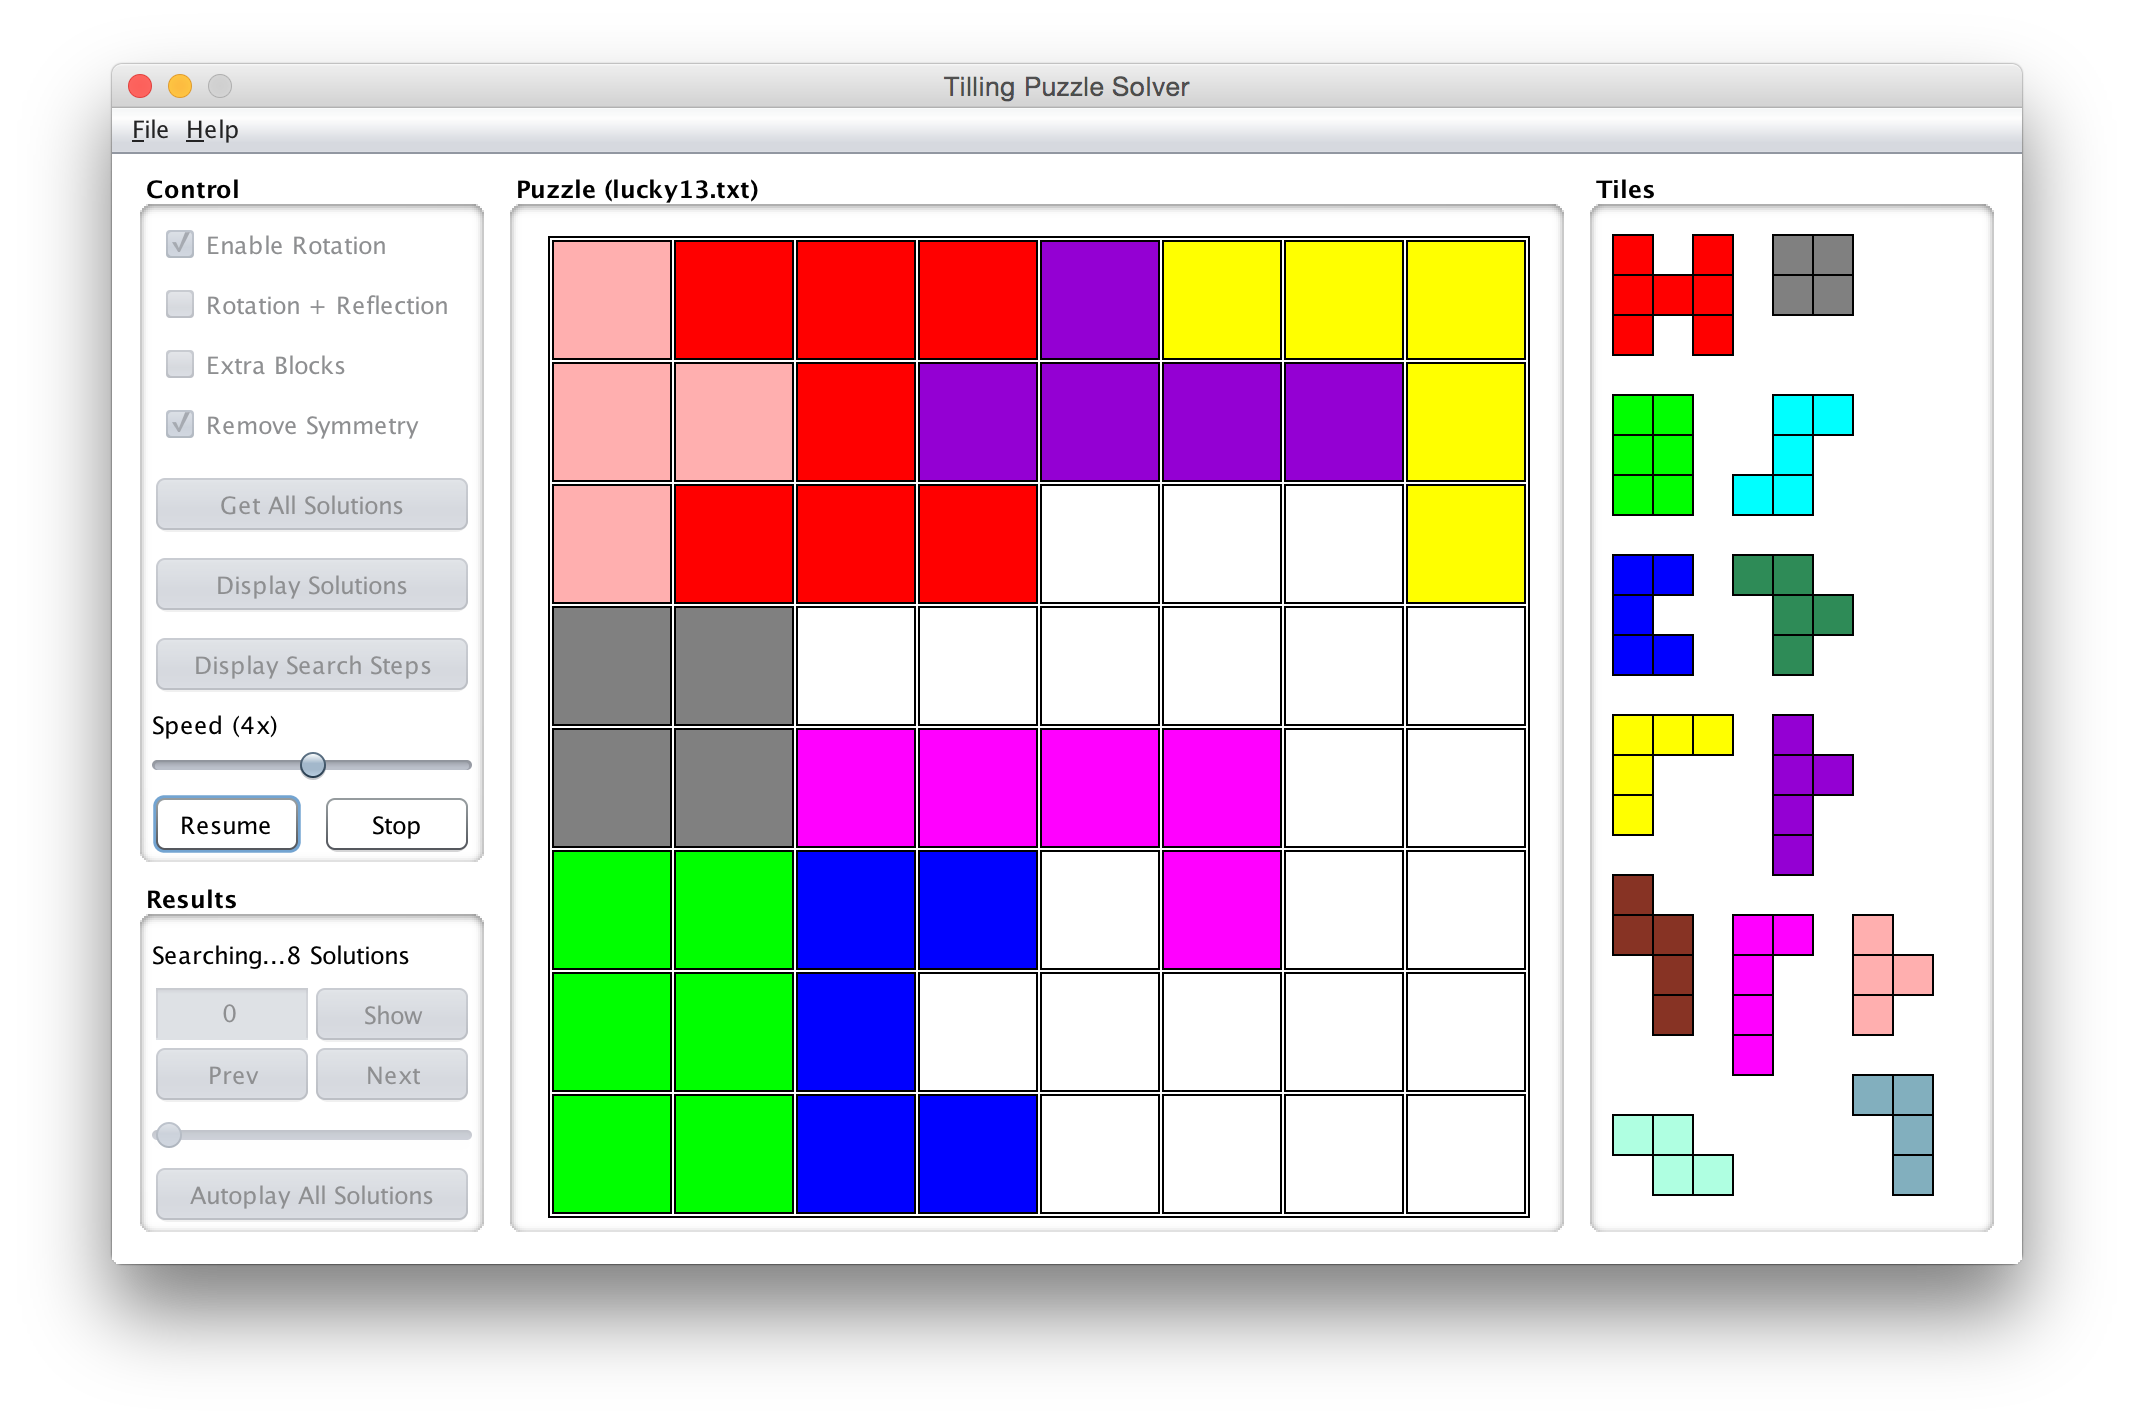 Tilling Puzzle Solver
File Help
Control
Enable Rotation
Rotation + Reflection
Extra Blocks
Remove Symmetry
Get All Solutions
Display Solutions
Display Search Steps
Speed (4x)
Resume Stop
Results
Searching...8 Solutions
0 Show
Prev Next
Autoplay All Solutions
Puzzle (lucky13.txt)
Tiles